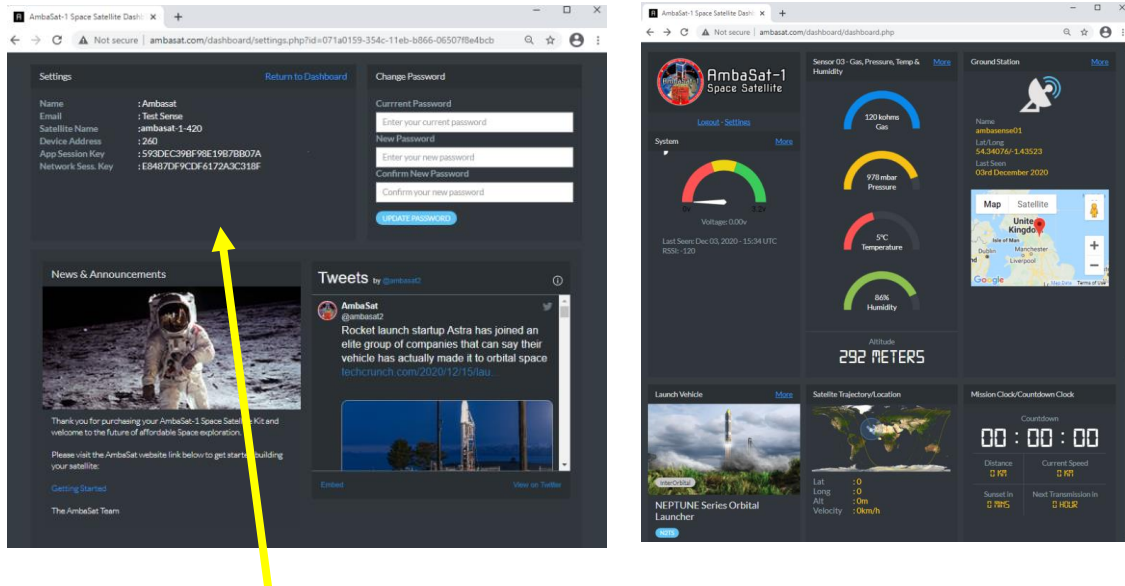 AmbaSat-1 Space Satellite Dash
Not secure | ambasat.com/dashboard/settings.php?id=071a0159-354c-11eb-b866-06507f8e4bcb
Settings
Return to Dashboard
Name : Ambasat
Email : Test Sense
Satellite Name :ambasat-1-420
Device Address : 260
App Session Key : 593DEC39BF98E19B7BB07A
Network Sess. Key : E8487DF9CDF6172A3C318F
Change Password
Currrent Password
Enter your current password
New Password
Enter your new password
Confirm New Password
Confirm your new password
UPDATE PASSWORD
News & Announcements
Thank you for purchasing your AmbaSat-1 Space Satellite Kit and
welcome to the future of affordable Space exploration.
Please visit the AmbaSat website link below to get started building
your satellite:
Getting Started
The AmbaSat Team
Tweets by @ambasat2
AmbaSat
@ambasat2
Rocket launch startup Astra has joined an
elite group of companies that can say their
vehicle has actually made it to orbital space
techcrunch.com/2020/12/15/lau...
Embed
View on Twitter
AmbaSat-1 Space Satellite Dash
Not secure | ambasat.com/dashboard/dashboard.php
AmbaSat-1
Space Satellite
Logout - Settings
System
More
0v
3.2v
Voltage: 0.00v
Last Seen: Dec 03, 2020 - 15:34 UTC
RSSI: -120
Sensor 03 - Gas, Pressure, Temp &
Humidity
More
120 kohms
Gas
978 mbar
Pressure
5°C
Temperature
86%
Humidity
Altitude
292 METERS
Ground Station
More
Name
ambasense01
Lat/Long
54.34076/-1.43523
Last Seen
03rd December 2020
Map
Satellite
Unite
Kingdo
Isle of Man
Dublin
Manchester
Liverpool
Google
Map Data
Terms of Use
Launch Vehicle
More
InterOrbital
NEPTUNE Series Orbital
Launcher
N2TS
Satelite Trajectory/Location
Lat :0
Long :0
Alt :0m
Velocity :0km/h
Mission Clock/Countdown Clock
Countdown
00 : 00 : 00
Distance
0 KM
Current Speed
0 KM
Sunset in
0 MINS
Next Transmission in
0 HOUR